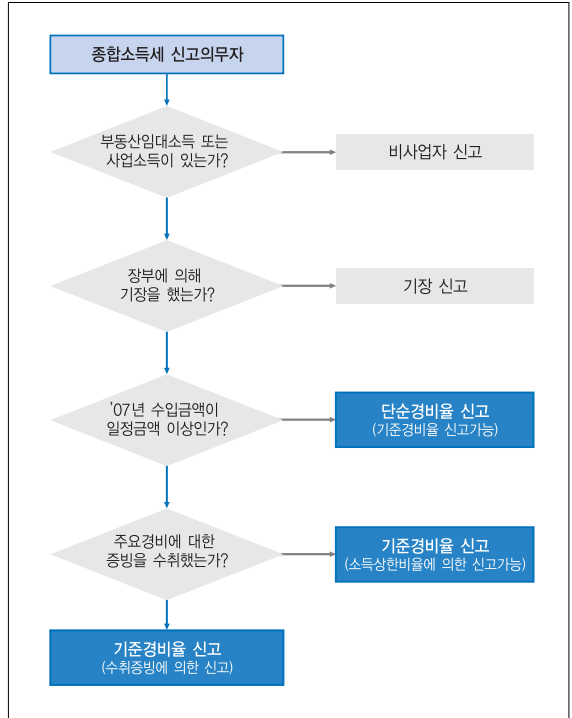 종합소득세 신고의무자
부동산임대소득 또는
사업소득이 있는가?
비사업자 신고
장부에 의해
기장을 했는가?
기장 신고
'07년 수입금액이
일정금액 이상인가?
단순경비율 신고
(기준경비율 신고가능)
주요경비에 대한
증빙을 수취했는가?
기준경비율 신고
(소득상한비율에 의한 신고가능)
기준경비율 신고
(수취증빙에 의한 신고)